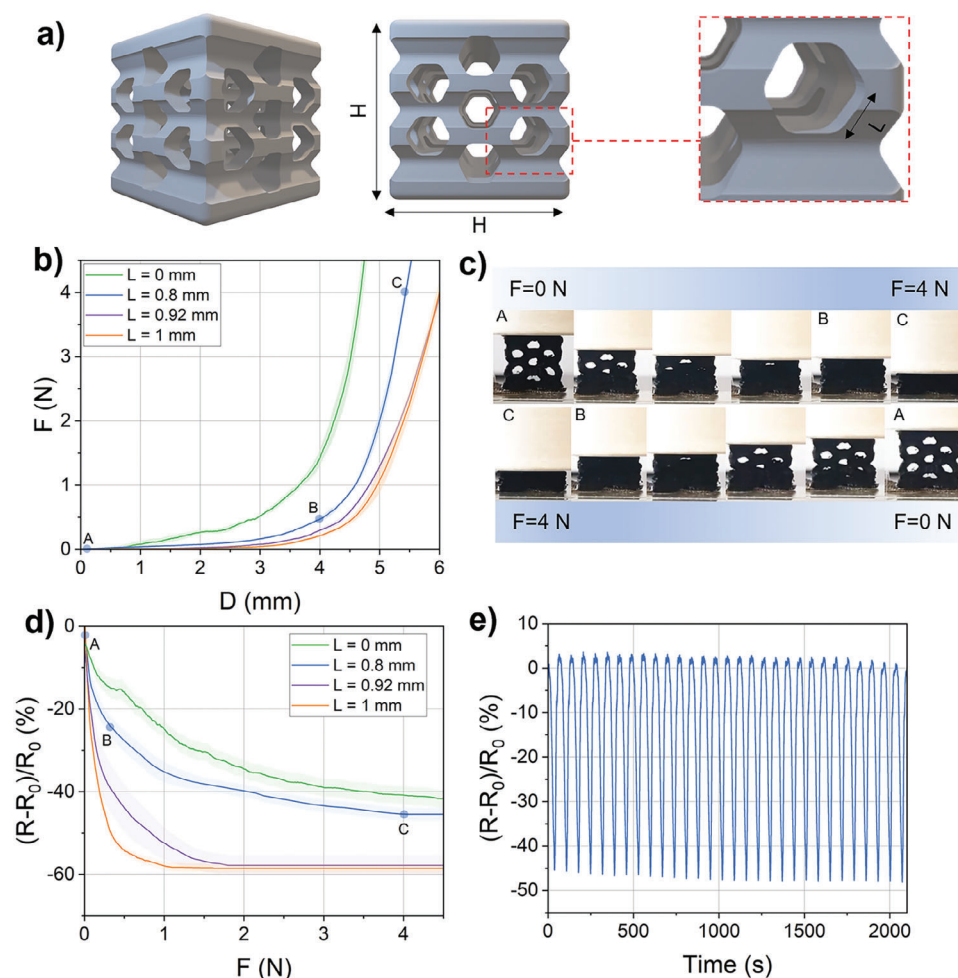 a)
H
H
L
b)
L = 0 mm
L = 0.8 mm
L = 0.92 mm
L = 1 mm
A
B
C
4
3
2
1
0
F (N)
0 1 2 3 4 5 6
D (mm)
c)
F=0 N F=4 N
A B C
C B A
F=4 N F=0 N
d)
L = 0 mm
L = 0.8 mm
L = 0.92 mm
L = 1 mm
A
B
C
0
-20
-40
-60
(R-R₀)/R₀ (%)
0 1 2 3 4
F (N)
e)
10
0
-10
-20
-30
-40
-50
(R-R₀)/R₀ (%)
0 500 1000 1500 2000
Time (s)